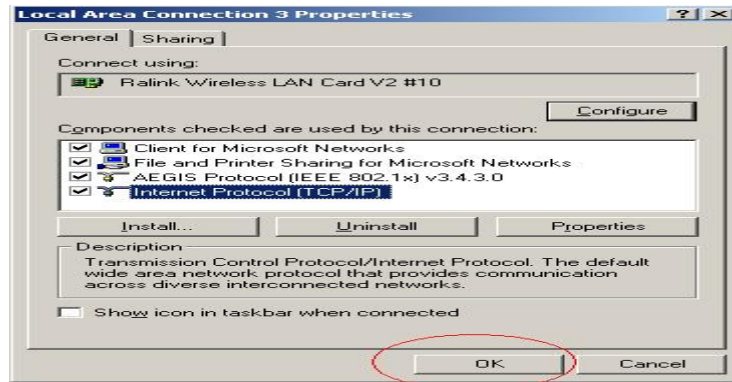 Local Area Connection 3 Properties
General
Sharing
Connect using:
Ralink Wireless LAN Card V2 #10
Configure
Components checked are used by this connection:
Client for Microsoft Networks
File and Printer Sharing for Microsoft Networks
AEGIS Protocol (IEEE 802.1x) v3.4.3.0
Internet Protocol (TCP/IP)
Install...
Uninstall
Properties
Description
Transmission Control Protocol/Internet Protocol. The default
wide area network protocol that provides communication
across diverse interconnected networks.
Show icon in taskbar when connected
OK
Cancel